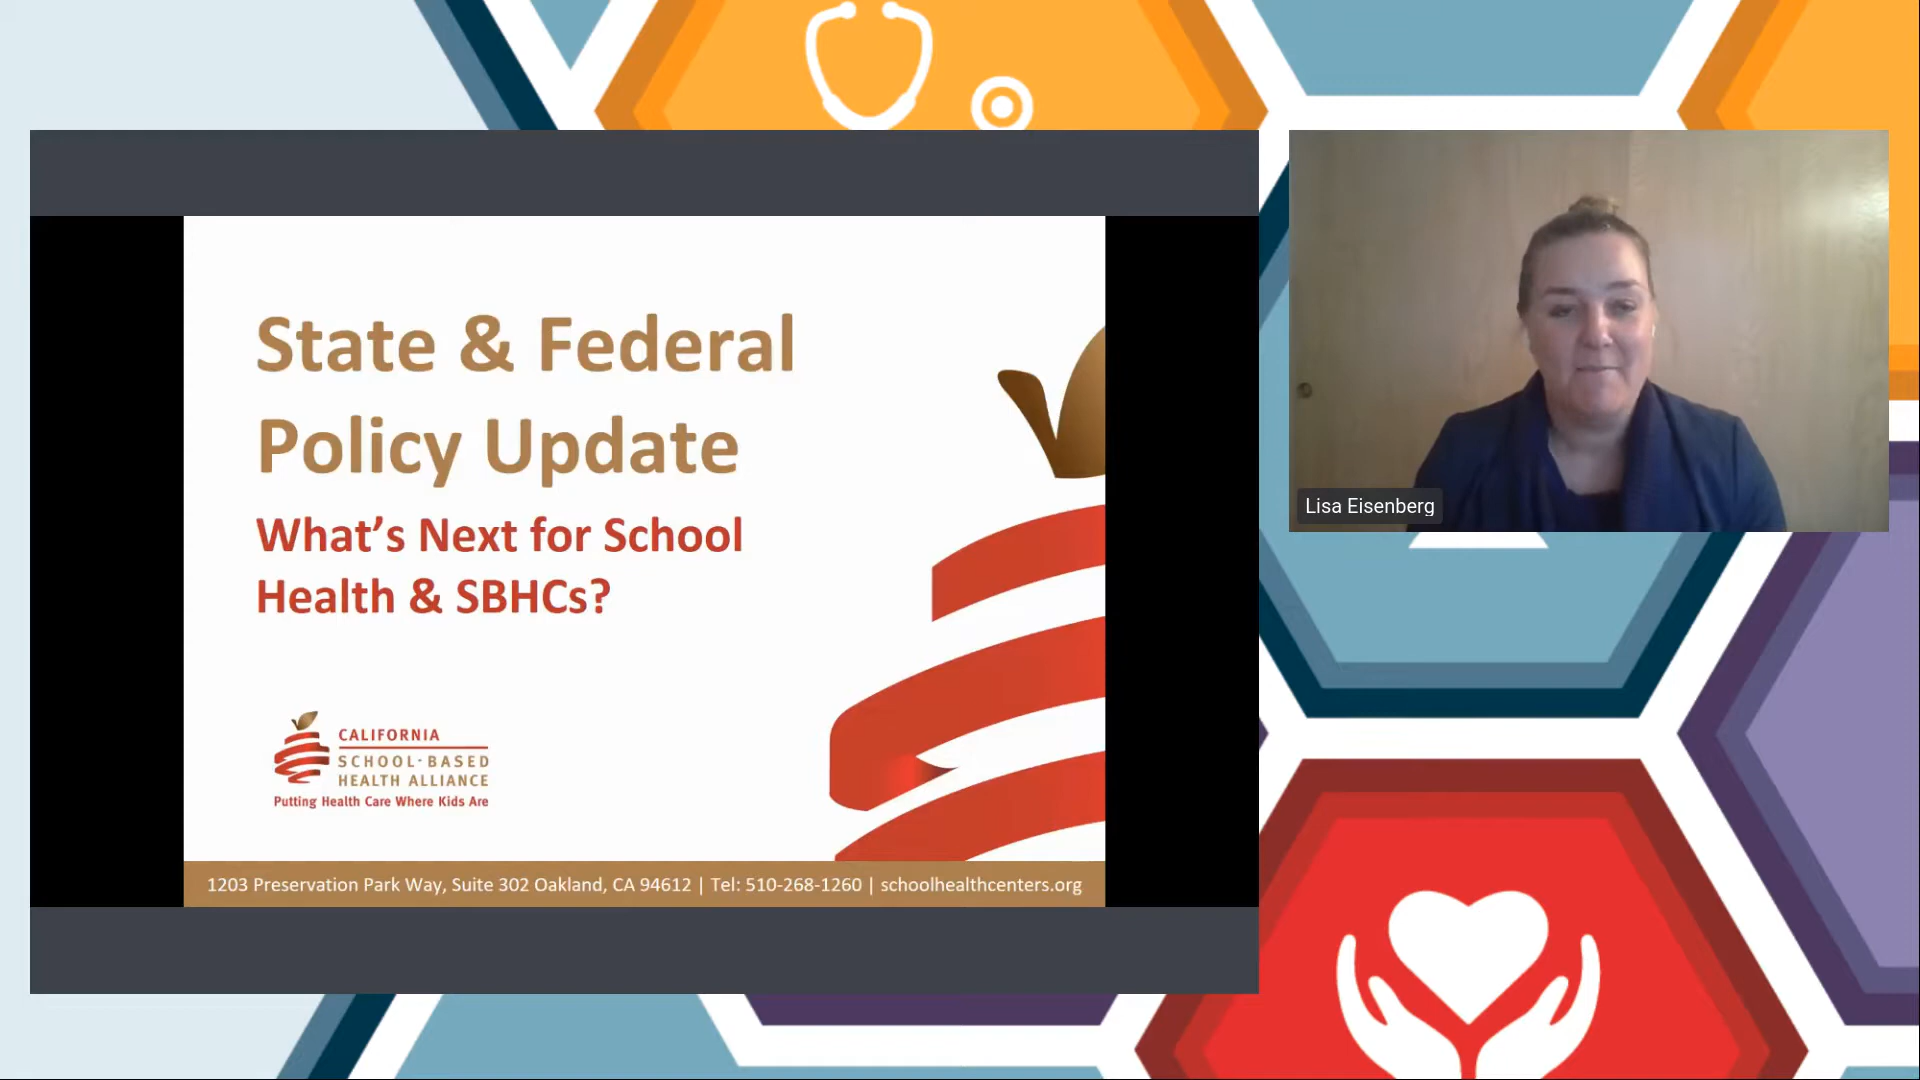 State & Federal
Policy Update
What's Next for School
Health & SBHCs?
CALIFORNIA
SCHOOL-BASED
HEALTH ALLIANCE
Putting Health Care Where Kids Are
1203 Preservation Park Way, Suite 302 Oakland, CA 94612 | Tel: 510-268-1260 | schoolhealthcenters.org
Lisa Eisenberg